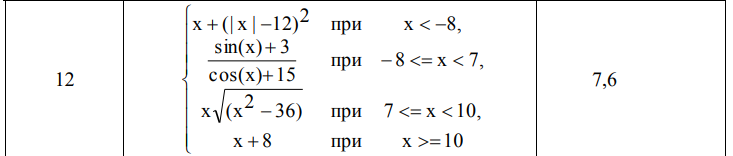 12
x + (| x | −12)² при x < −8,
sin(x) + 3
cos(x) + 15
при −8 <= x < 7,
x√(x² − 36) при 7 <= x < 10,
x + 8 при x >= 10
7,6